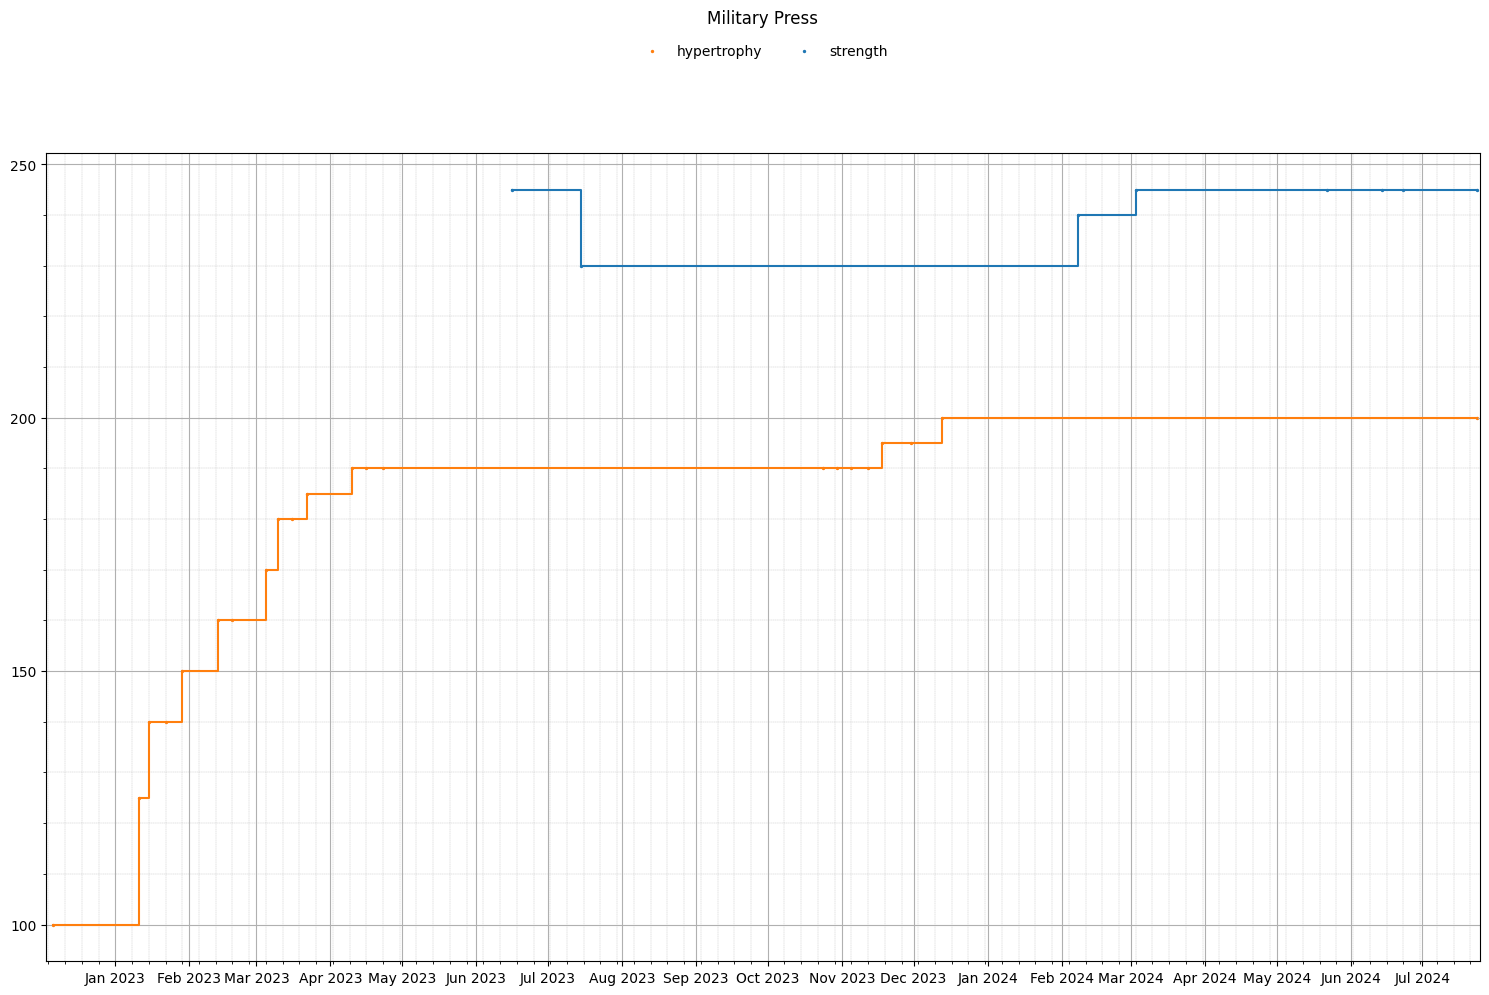 Military Press
hypertrophy strength
250
200
150
100
Jan 2023 Feb 2023 Mar 2023 Apr 2023 May 2023 Jun 2023 Jul 2023 Aug 2023 Sep 2023 Oct 2023 Nov 2023 Dec 2023 Jan 2024 Feb 2024 Mar 2024 Apr 2024 May 2024 Jun 2024 Jul 2024